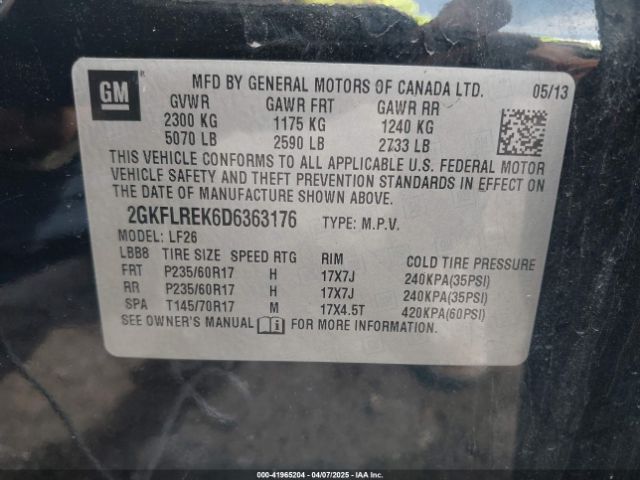 GM
MFD BY GENERAL MOTORS OF CANADA LTD. 05/13
GVWR GAWR FRT GAWR RR
2300 KG 1175 KG 1240 KG
5070 LB 2590 LB 2733 LB
THIS VEHICLE CONFORMS TO ALL APPLICABLE U.S. FEDERAL MOTOR
VEHICLE SAFETY AND THEFT PREVENTION STANDARDS IN EFFECT ON
THE DATE OF MANUFACTURE SHOWN ABOVE.
2GKFLREK6D6363176 TYPE: M.P.V.
MODEL: LF26
LBB8 TIRE SIZE SPEED RTG RIM COLD TIRE PRESSURE
FRT P235/60R17 H 17X7J 240KPA(35PSI)
RR P235/60R17 H 17X7J 240KPA(35PSI)
SPA T145/70R17 M 17X4.5T 420KPA(60PSI)
SEE OWNER'S MANUAL FOR MORE INFORMATION.
000-41965204 - 04/07/2025 - IAAI.COM